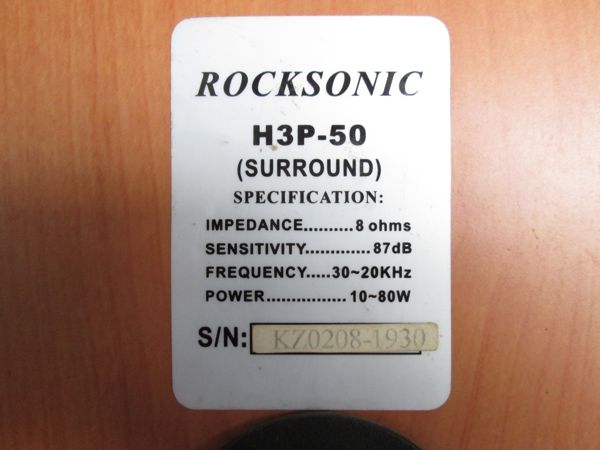 ROCKSONIC
H3P-50
(SURROUND)
SPECIFICATION:
IMPEDANCE..........8 ohms
SENSITIVITY.............87dB
FREQUENCY.....30~20KHz
POWER................10~80W
S/N: KZ0208-1930